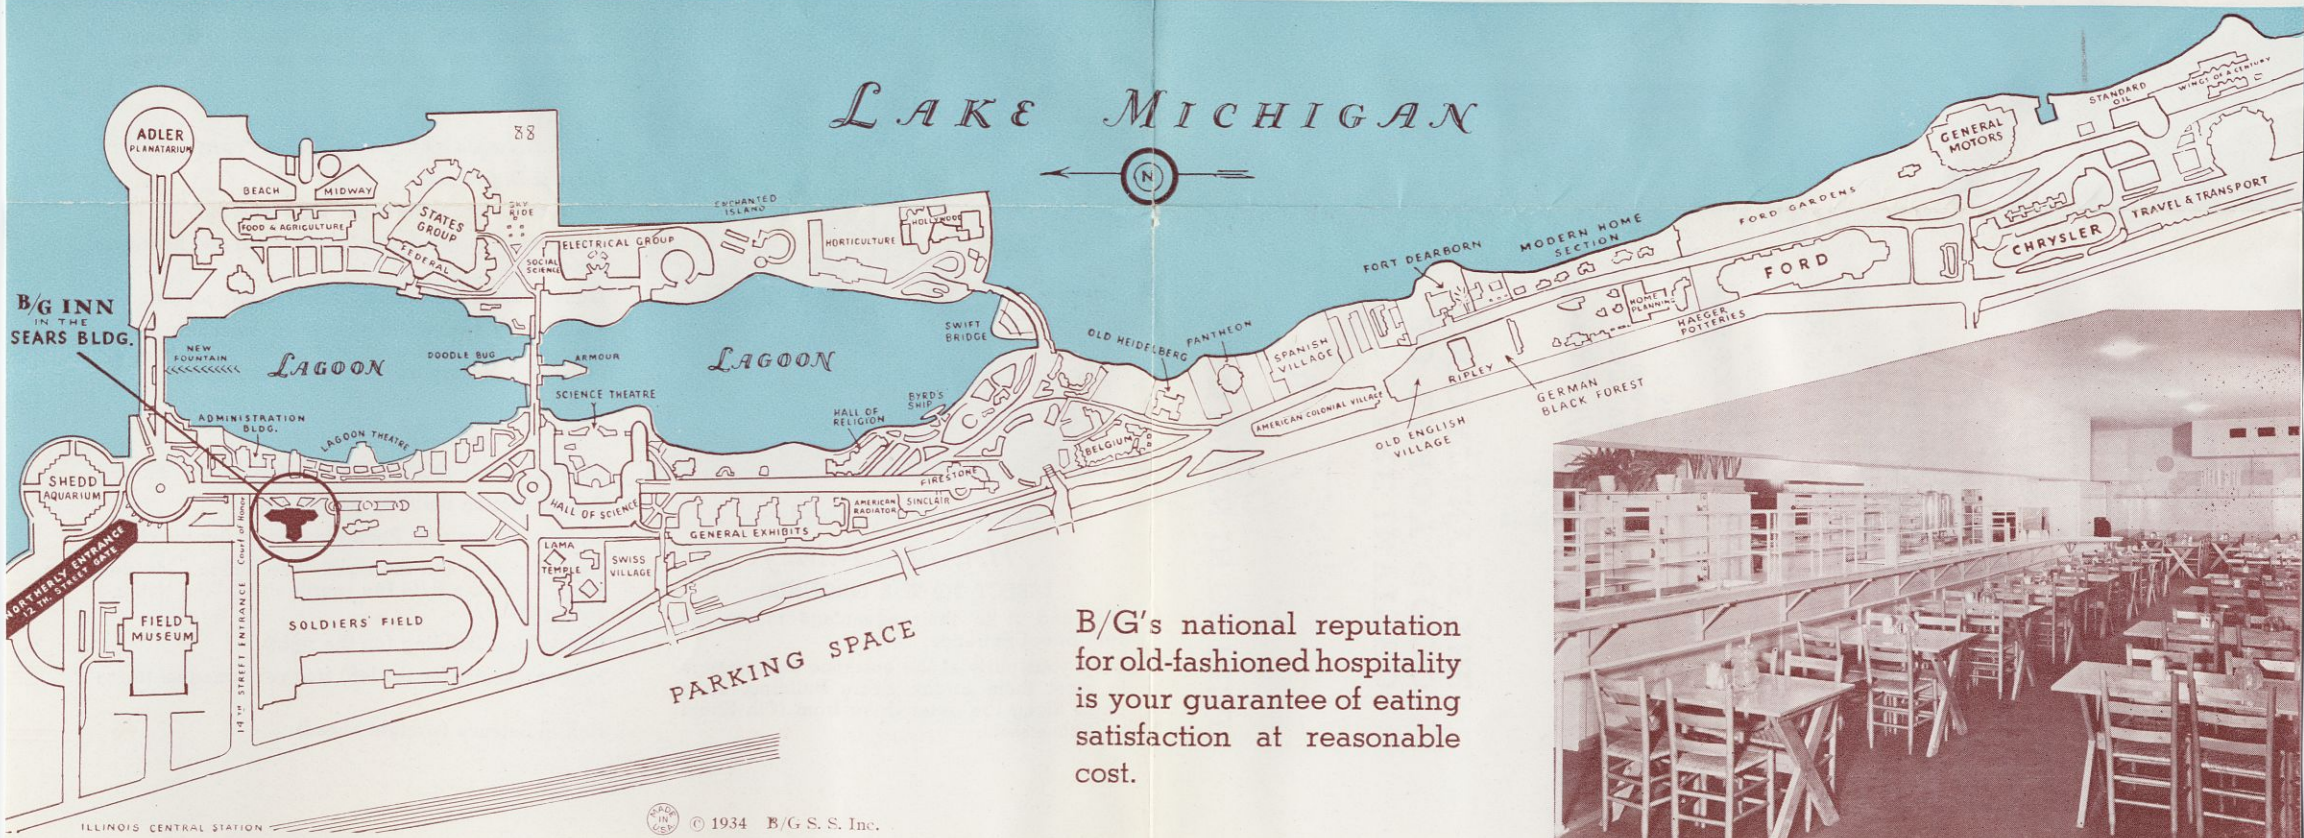 LAKE MICHIGAN
N
ADLER
PLANATARIUM
BEACH
MIDWAY
FOOD & AGRICULTURE
STATES
GROUP
FEDERAL
SKY
RIDE
SOCIAL
SCIENCE
ELECTRICAL GROUP
ENCHANTED
ISLAND
HORTICULTURE
HOLLYWOOD
B/G INN
IN THE
SEARS BLDG.
NEW
FOUNTAIN
LAGOON
DOODLE BUG
ARMOUR
LAGOON
SWIFT
BRIDGE
SCIENCE THEATRE
ADMINISTRATION
BLDG.
LAGOON THEATRE
HALL OF
RELIGION
BYRD'S
SHIP
OLD HEIDELBERG
PANTHEON
SPANISH
VILLAGE
FORT DEARBORN
MODERN HOME
SECTION
FORD GARDENS
GENERAL
MOTORS
STANDARD
OIL
WINGS OF A CENTURY
TRAVEL & TRANSPORT
CHRYSLER
FORD
HOME
PLANNING
HAEGER
POTTERIES
GERMAN
BLACK FOREST
RIPLEY
OLD ENGLISH
VILLAGE
AMERICAN COLONIAL VILLAGE
BELGIUM
FIRESTONE
SINCLAIR
AMERICAN
RADIATOR
GENERAL EXHIBITS
HALL OF SCIENCE
SHEDD
AQUARIUM
NORTHERLY ENTRANCE
12 TH. STREET GATE
FIELD
MUSEUM
14TH STREET ENTRANCE Court of Honor
SOLDIERS' FIELD
LAMA
TEMPLE
SWISS
VILLAGE
PARKING SPACE
ILLINOIS CENTRAL STATION
MADE
IN
USA
© 1934 B/G S. S. Inc.
B/G's national reputation
for old-fashioned hospitality
is your guarantee of eating
satisfaction at reasonable
cost.